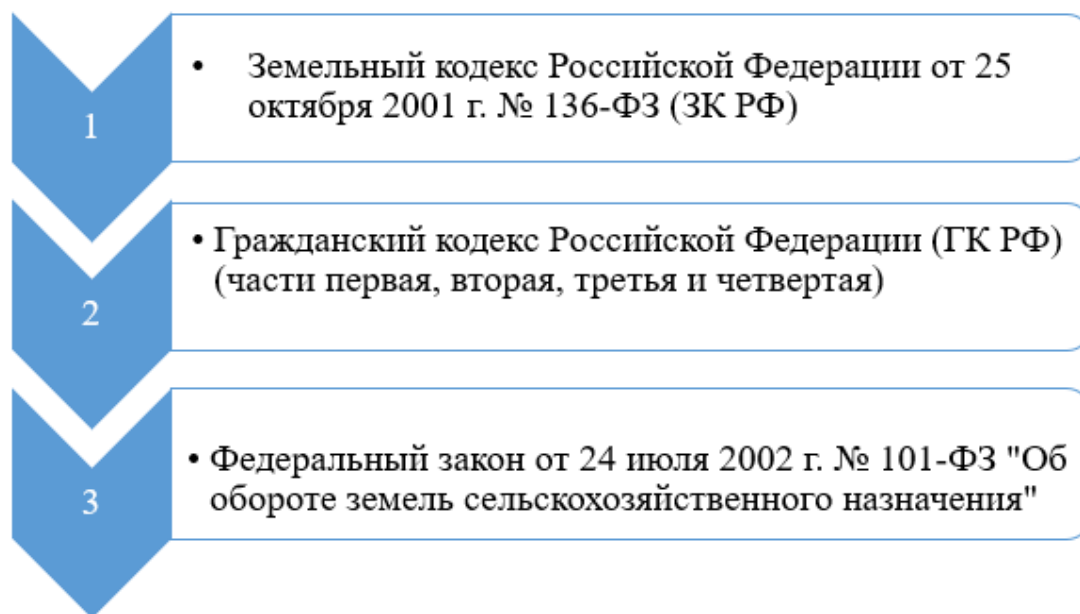 1
• Земельный кодекс Российской Федерации от 25
октября 2001 г. № 136-ФЗ (ЗК РФ)
2
• Гражданский кодекс Российской Федерации (ГК РФ)
(части первая, вторая, третья и четвертая)
3
• Федеральный закон от 24 июля 2002 г. № 101-ФЗ "Об
обороте земель сельскохозяйственного назначения"